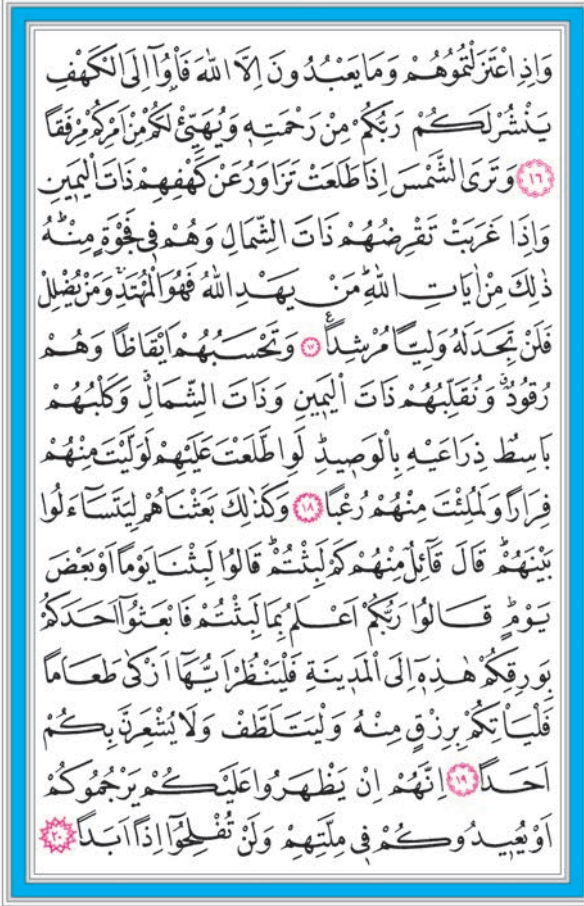 وَاِذِ اعْتَزَلْتُمُوهُمْ وَمَا يَعْبُدُونَ اِلَّا اللّٰهَ فَأْوُٓا اِلَى الْكَهْفِ
يَنْشُرْ لَكُمْ رَبُّكُمْ مِنْ رَحْمَتِه۪ وَيُهَيِّئْ لَكُمْ مِنْ اَمْرِكُمْ مِرْفَقًا
﴿١٦﴾ وَتَرَى الشَّمْسَ اِذَا طَلَعَتْ تَزَاوَرُ عَنْ كَهْفِهِمْ ذَاتَ الْيَم۪ينِ
وَاِذَا غَرَبَتْ تَقْرِضُهُمْ ذَاتَ الشِّمَالِ وَهُمْ ف۪ي فَجْوَةٍ مِنْهُۜ
ذٰلِكَ مِنْ اٰيَاتِ اللّٰهِۜ مَنْ يَهْدِ اللّٰهُ فَهُوَ الْمُهْتَدِۚ وَمَنْ يُضْلِلْ
فَلَنْ تَجِدَ لَهُ وَلِيًّا مُرْشِدًاۧ ﴿١٧﴾ وَتَحْسَبُهُمْ اَيْقَاظًا وَهُمْ
رُقُودٌۗ وَنُقَلِّبُهُمْ ذَاتَ الْيَم۪ينِ وَذَاتَ الشِّمَالِۗ وَكَلْبُهُمْ
بَاسِطٌ ذِرَاعَيْهِ بِالْوَص۪يدِۜ لَوِ اطَّلَعْتَ عَلَيْهِمْ لَوَلَّيْتَ مِنْهُمْ
فِرَارًا وَلَمُلِئْتَ مِنْهُمْ رُعْبًا ﴿١٨﴾ وَكَذٰلِكَ بَعَثْنَاهُمْ لِيَتَسَٓاءَلُوا
بَيْنَهُمْۜ قَالَ قَٓائِلٌ مِنْهُمْ كَمْ لَبِثْتُمْۜ قَالُوا لَبِثْنَا يَوْمًا اَوْ بَعْضَ
يَوْمٍۜ قَالُوا رَبُّكُمْ اَعْلَمُ بِمَا لَبِثْتُمْ فَابْعَثُٓوا اَحَدَكُمْ
بِوَرِقِكُمْ هٰذِه۪ٓ اِلَى الْمَد۪ينَةِ فَلْيَنْظُرْ اَيُّهَٓا اَزْكٰى طَعَامًا
فَلْيَأْتِكُمْ بِرِزْقٍ مِنْهُ وَلْيَتَلَطَّفْ وَلَا يُشْعِرَنَّ بِكُمْ
اَحَدًا ﴿١٩﴾ اِنَّهُمْ اِنْ يَظْهَرُوا عَلَيْكُمْ يَرْجُمُوكُمْ
اَوْ يُع۪يدُوكُمْ ف۪ي مِلَّتِهِمْ وَلَنْ تُفْلِحُٓوا اِذًا اَبَدًا ﴿٢٠﴾